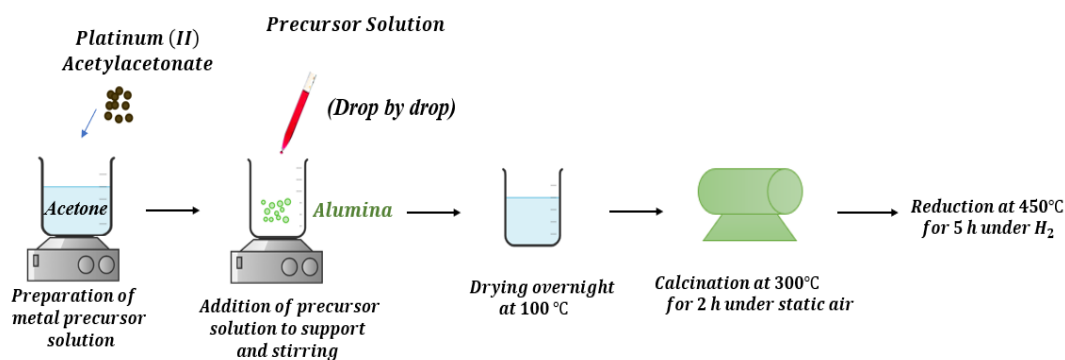 Platinum (II)
Acetylacetonate
Precursor Solution
(Drop by drop)
Acetone
Alumina
Preparation of
metal precursor
solution
Addition of precursor
solution to support
and stirring
Drying overnight
at 100 °C
Calcination at 300°C
for 2 h under static air
Reduction at 450°C
for 5 h under H₂